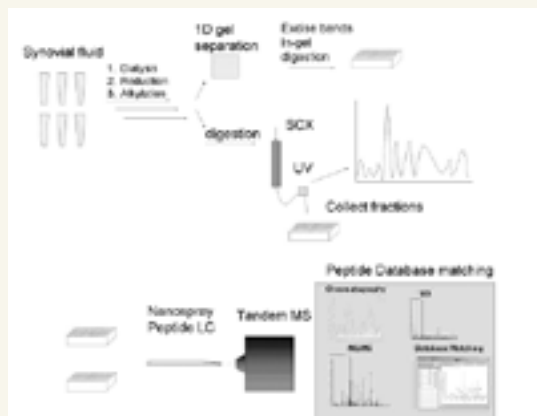 1D gel
separation
Excise bands
In-gel
digestion
Synovial fluid
1. Dialysis
2. Reduction
3. Alkylation
digestion
SCX
UV
Collect fractions
Peptide Database matching
Chromatography
MS
Nanospray
Peptide LC
Tandem MS
MS/MS
Database Matching